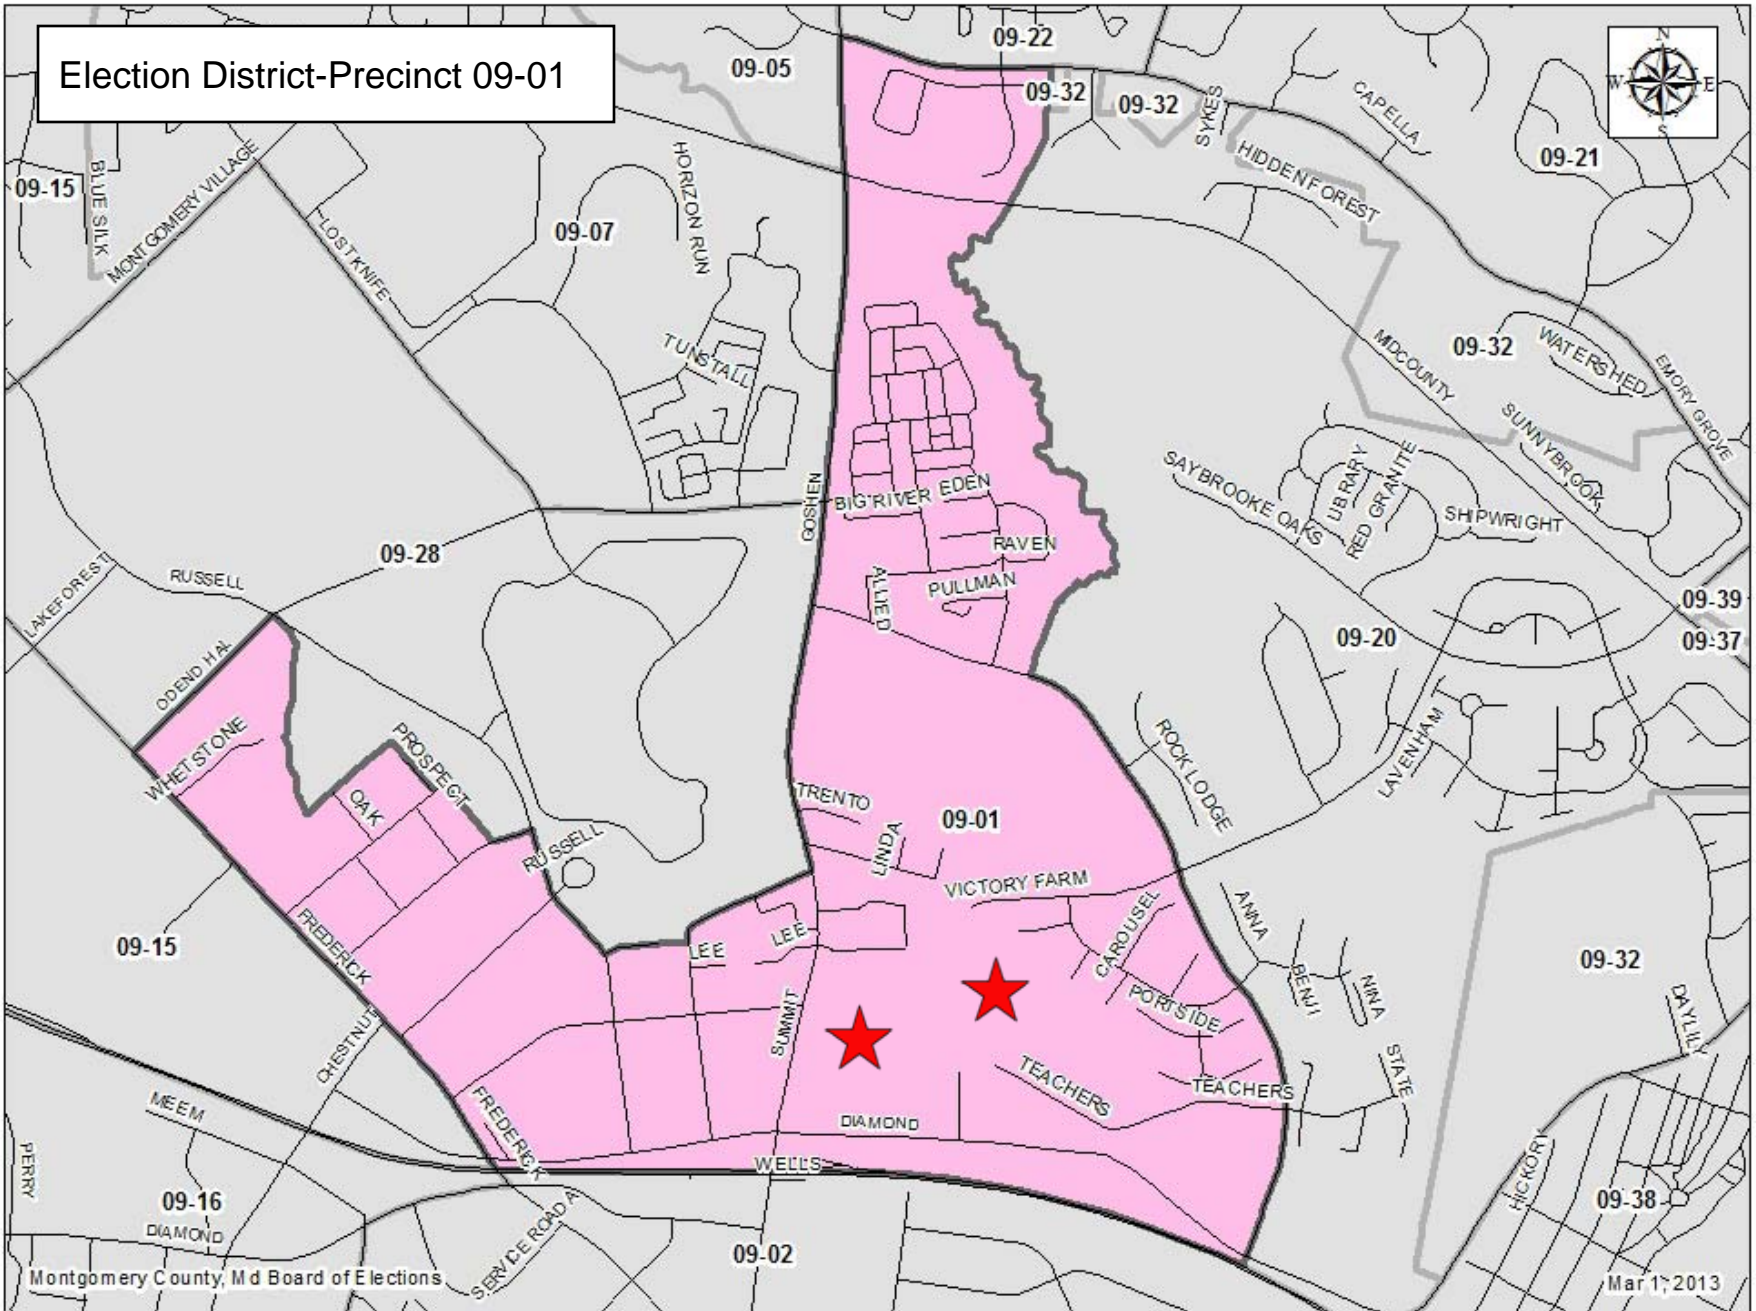 Election District-Precinct 09-01
09-22
09-05
09-32
09-32
SYKES
CAPELLA
N
W
E
S
09-21
HIDDEN FOREST
09-15
BLUE SILK
MONTGOMERY VILLAGE
LOST KNIFE
09-07
HORIZON RUN
TUNSTALL
MIDCOUNTY
09-32
WATERSHED
EMORY GROVE
SUNNYBROOK
SAYBROOKE OAKS
LIBRARY
RED GRANITE
SHIPWRIGHT
GOSHEN
BIG RIVER
EDEN
RAVEN
PULLMAN
ALLIED
09-28
RUSSELL
LAKEFOREST
ODEND HAL
09-39
09-37
09-20
WHETSTONE
PROSPECT
OAK
RUSSELL
TRENTO
LINDA
09-01
VICTORY FARM
ROCK LODGE
LAVENHAM
CAROUSEL
ANNA
BENJI
NINA
STATE
09-32
DAYLILY
09-15
FREDERICK
LEE
LEE
SUMMIT
PORTSIDE
TEACHERS
TEACHERS
CHESTNUT
MEEM
FREDERICK
DIAMOND
WELLS
PERRY
09-16
DIAMOND
SERVICE ROAD A
09-02
HICKORY
09-38
Montgomery County, Md Board of Elections
Mar 1, 2013